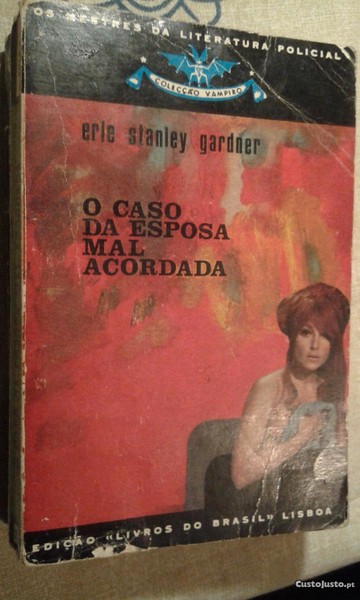 OS MESTRES DA LITERATURA POLICIAL
COLECÇÃO VAMPIRO
erle stanley gardner
O CASO
DA ESPOSA
MAL
ACORDADA
EDIÇÃO «LIVROS DO BRASIL» LISBOA
CustoJusto.pt